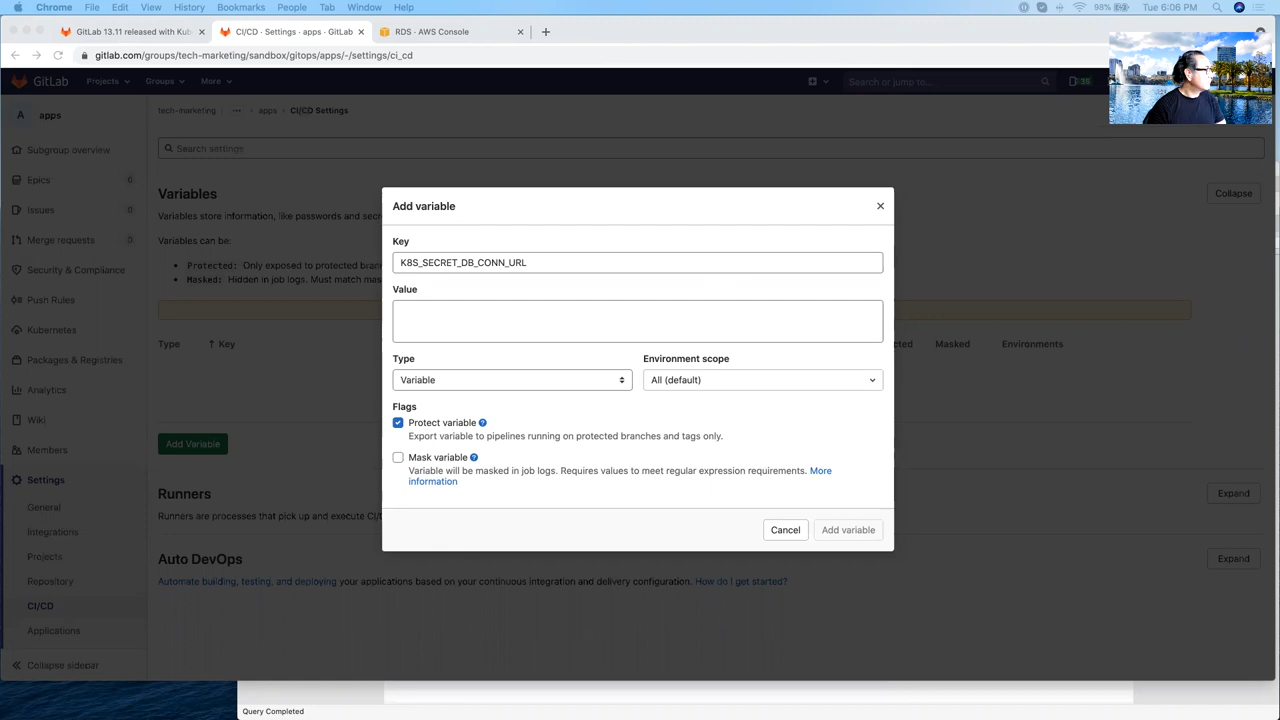 Chrome File Edit View History Bookmarks People Tab Window Help
98% Tue 6:06 PM
GitLab 13.11 released with Kub
CI/CD · Settings · apps · GitLab
RDS · AWS Console
gitlab.com/groups/tech-marketing/sandbox/gitops/apps/-/settings/ci_cd
GitLab Projects Groups More Search or jump to...
A apps
tech-marketing ... apps CI/CD Settings
Subgroup overview
Search settings
Epics 0
Issues 0
Merge requests 0
Security & Compliance
Push Rules
Kubernetes
Packages & Registries
Analytics
Wiki
Members
Settings
General
Integrations
Projects
Repository
CI/CD
Applications
Collapse sidebar
Variables
Collapse
Variables store information, like passwords and secre
Variables can be:
Protected: Only exposed to protected bran
Masked: Hidden in job logs. Must match mas
Type ↑ Key
Masked Environments
Add Variable
Runners
Expand
Runners are processes that pick up and execute CI/C
Auto DevOps
Expand
Automate building, testing, and deploying your applications based on your continuous integration and delivery configuration. How do I get started?
Add variable
Key
K8S_SECRET_DB_CONN_URL
Value
Type
Variable
Environment scope
All (default)
Flags
Protect variable
Export variable to pipelines running on protected branches and tags only.
Mask variable
Variable will be masked in job logs. Requires values to meet regular expression requirements. More
information
Cancel Add variable
Query Completed